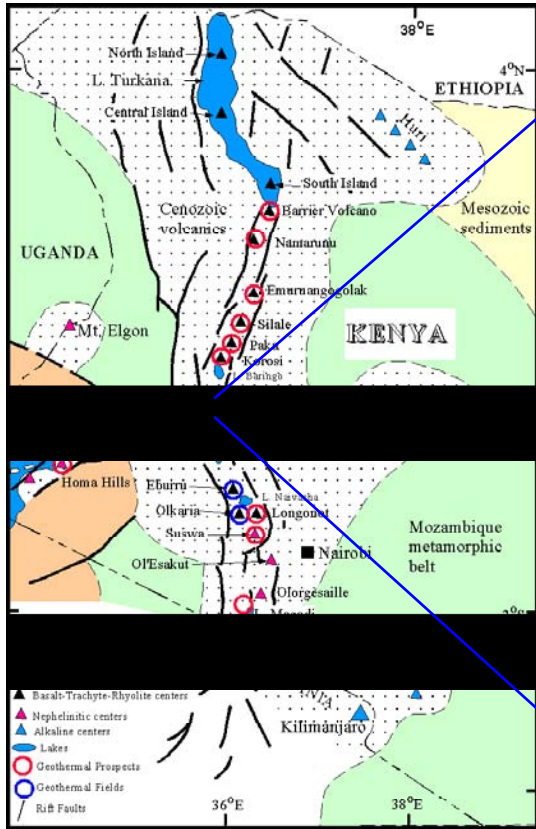 38°E
North Island
4°N
L. Turkana
ETHIOPIA
Central Island
Huri
South Island
Barrier Volcano
Cenozoic
volcanics
Mesozoic
sediments
Namarunu
UGANDA
Emuruangogolak
Silale
Mt. Elgon
KENYA
Paka
Korosi
Baringo
Homa Hills
Eburru
L. Naivasha
Olkaria
Longonot
Suswa
Nairobi
Mozambique
metamorphic
belt
Ol'Esakut
Olorgesaille
L. Magadi
Basalt-Trachyte-Rhyolite centers
Nephelinitic centers
Alkaline centers
Lakes
Geothermal Prospects
Geothermal Fields
Rift Faults
NIA
Kilimanjaro
36°E
38°E